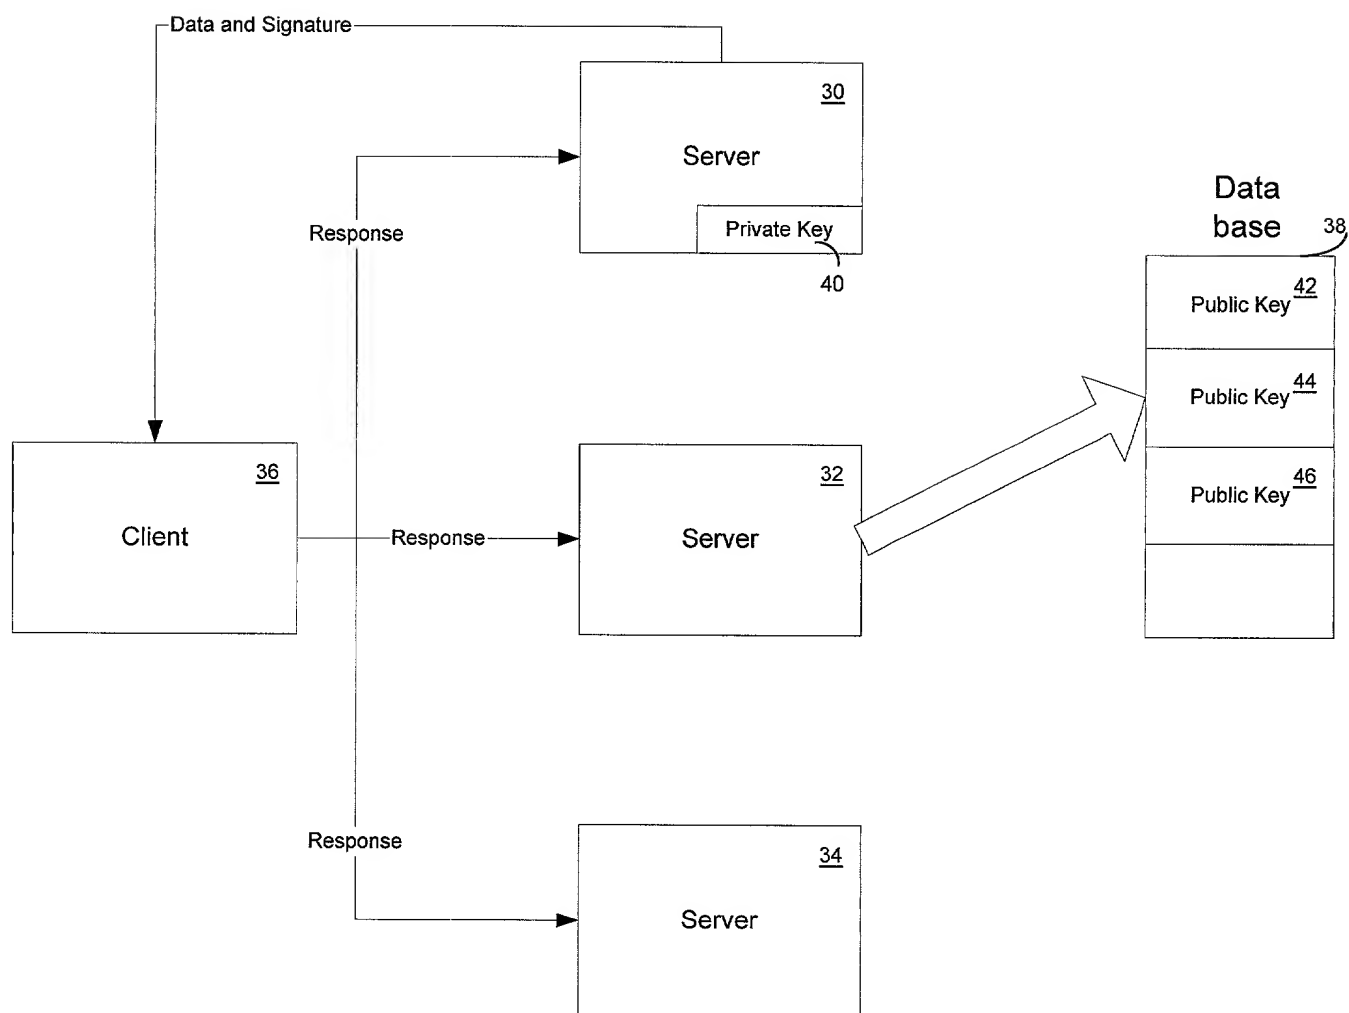 Data and Signature
30
Server
Private Key
40
Response
Data
base
38
Public Key 42
Public Key 44
Public Key 46
36
Client
Response
32
Server
Response
34
Server